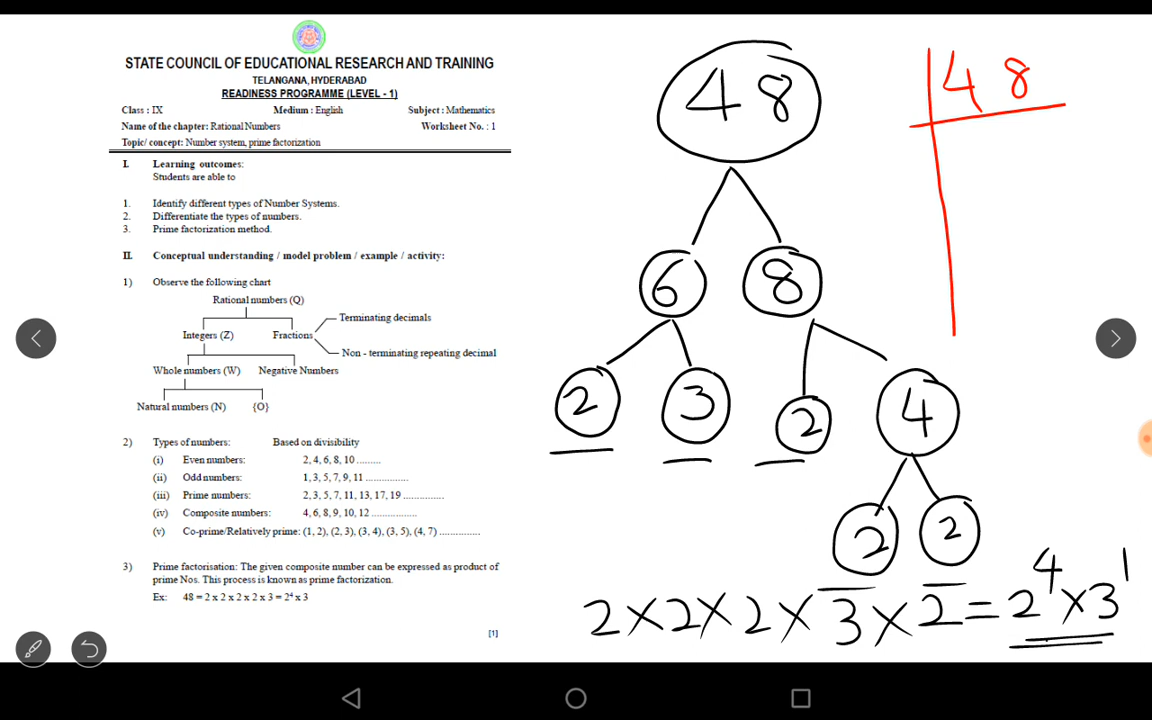 STATE COUNCIL OF EDUCATIONAL RESEARCH AND TRAINING
TELANGANA, HYDERABAD
READINESS PROGRAMME (LEVEL - 1)
Class : IX Medium : English Subject : Mathematics
Name of the chapter: Rational Numbers Worksheet No. : 1
Topic/ concept: Number system, prime factorization
I. Learning outcomes:
Students are able to
1. Identify different types of Number Systems.
2. Differentiate the types of numbers.
3. Prime factorization method.
II. Conceptual understanding / model problem / example / activity:
1) Observe the following chart
Rational numbers (Q)
Terminating decimals
Integers (Z) Fractions
Non - terminating repeating decimal
Whole numbers (W) Negative Numbers
Natural numbers (N) {O}
2) Types of numbers: Based on divisibility
(i) Even numbers: 2, 4, 6, 8, 10 .........
(ii) Odd numbers: 1, 3, 5, 7, 9, 11 ................
(iii) Prime numbers: 2, 3, 5, 7, 11, 13, 17, 19 ...............
(iv) Composite numbers: 4, 6, 8, 9, 10, 12 .................
(v) Co-prime/Relatively prime: (1, 2), (2, 3), (3, 4), (3, 5), (4, 7) ...............
3) Prime factorisation: The given composite number can be expressed as product of
prime Nos. This process is known as prime factorization.
Ex: 48 = 2 x 2 x 2 x 2 x 3 = 2⁴ x 3
[1]
48
6 8
2 3 2 4
2 2
2 × 2 × 2 × 3 × 2 = 2⁴ × 3¹
48